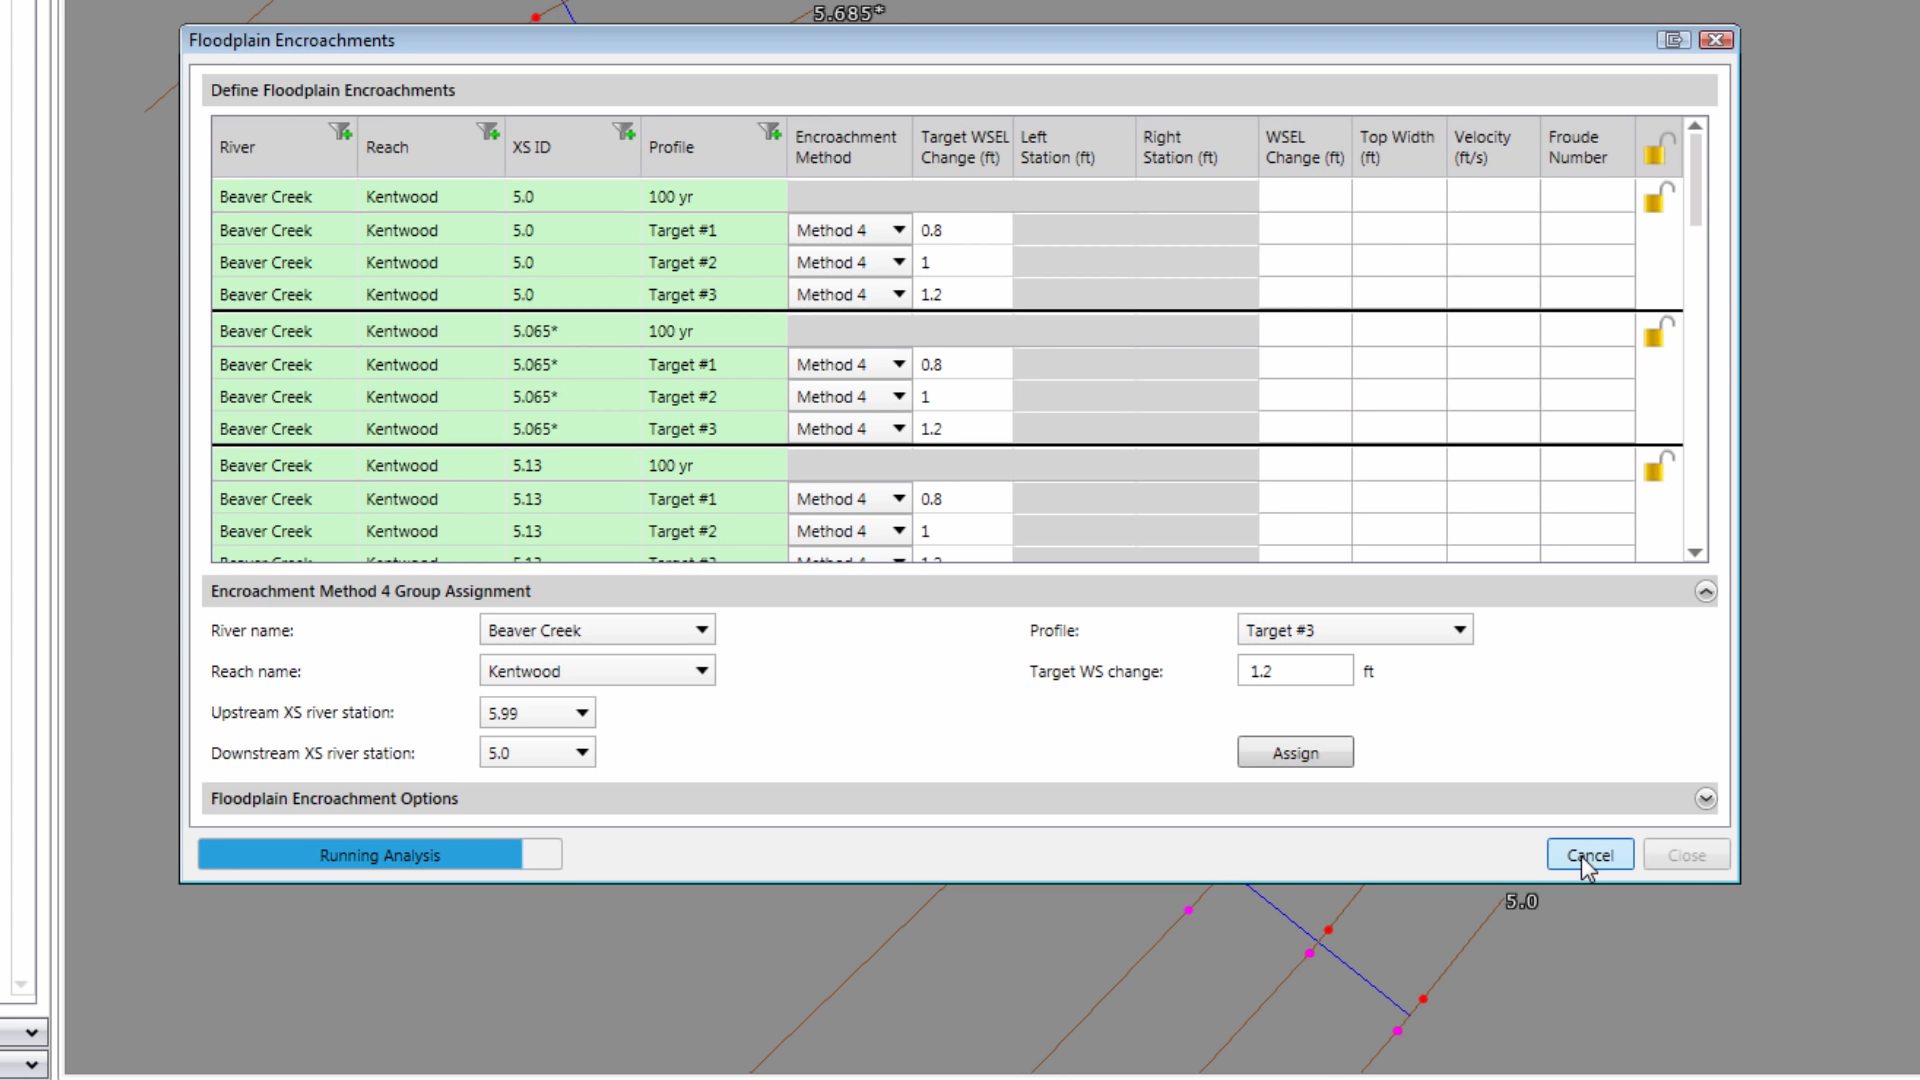 5.685*
Floodplain Encroachments
Define Floodplain Encroachments
River Reach XS ID Profile Encroachment Method Target WSEL Change (ft) Left Station (ft) Right Station (ft) WSEL Change (ft) Top Width (ft) Velocity (ft/s) Froude Number
Beaver Creek Kentwood 5.0 100 yr
Beaver Creek Kentwood 5.0 Target #1 Method 4 0.8
Beaver Creek Kentwood 5.0 Target #2 Method 4 1
Beaver Creek Kentwood 5.0 Target #3 Method 4 1.2
Beaver Creek Kentwood 5.065* 100 yr
Beaver Creek Kentwood 5.065* Target #1 Method 4 0.8
Beaver Creek Kentwood 5.065* Target #2 Method 4 1
Beaver Creek Kentwood 5.065* Target #3 Method 4 1.2
Beaver Creek Kentwood 5.13 100 yr
Beaver Creek Kentwood 5.13 Target #1 Method 4 0.8
Beaver Creek Kentwood 5.13 Target #2 Method 4 1
Encroachment Method 4 Group Assignment
River name: Beaver Creek Profile: Target #3
Reach name: Kentwood Target WS change: 1.2 ft
Upstream XS river station: 5.99
Downstream XS river station: 5.0 Assign
Floodplain Encroachment Options
Running Analysis Cancel Close
5.0